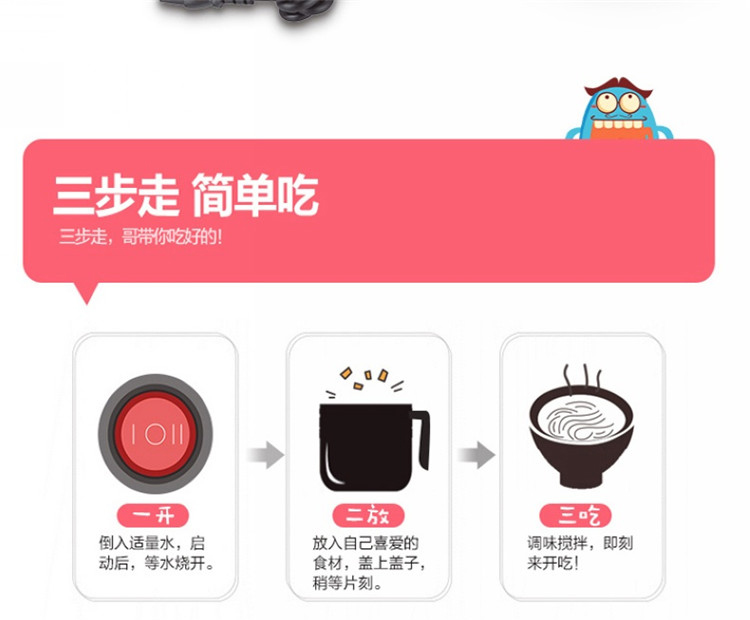 三步走 简单吃
三步走，哥带你吃好的！
I O II
一开
倒入适量水，启
动后，等水烧开。
二放
放入自己喜爱的
食材，盖上盖子，
稍等片刻。
三吃
调味搅拌，即刻
来开吃！